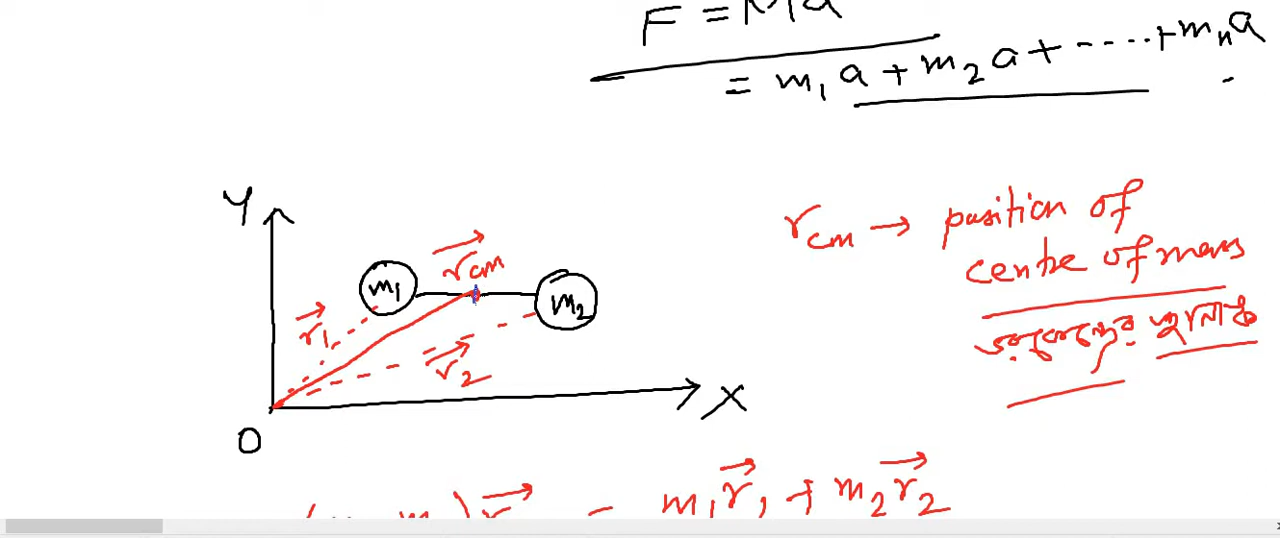 F = Ma
= m₁a + m₂a + ····· + mₙa
Y
r⃗cm
m₁
m₂
r⃗₁
r⃗₂
O
X
rcm → position of
centre of mass
ভরকেন্দ্রের স্থানাঙ্ক
= m₁r⃗₁ + m₂r⃗₂